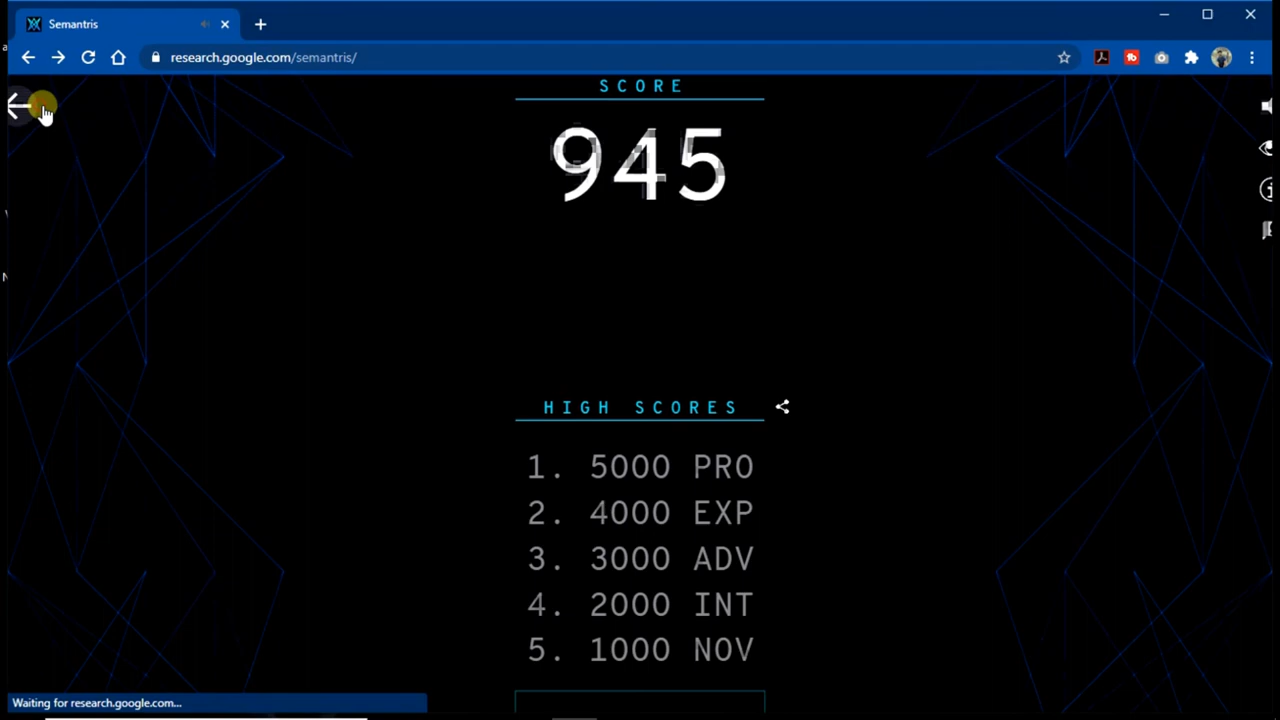 Semantris
research.google.com/semantris/
SCORE
945
HIGH SCORES
1. 5000 PRO
2. 4000 EXP
3. 3000 ADV
4. 2000 INT
5. 1000 NOV
Waiting for research.google.com...